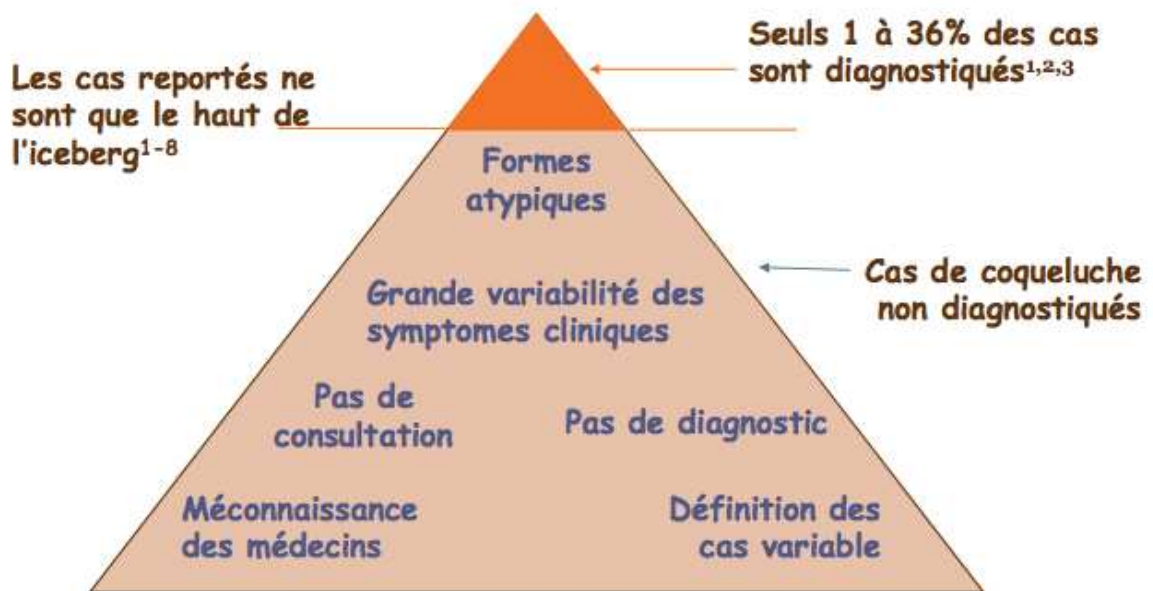 Seuls 1 à 36% des cas
sont diagnostiqués¹,²,³
Les cas reportés ne
sont que le haut de
l'iceberg¹⁻⁸
Formes
atypiques
Cas de coqueluche
non diagnostiqués
Grande variabilité des
symptomes cliniques
Pas de
consultation
Pas de diagnostic
Méconnaissance
des médecins
Définition des
cas variable